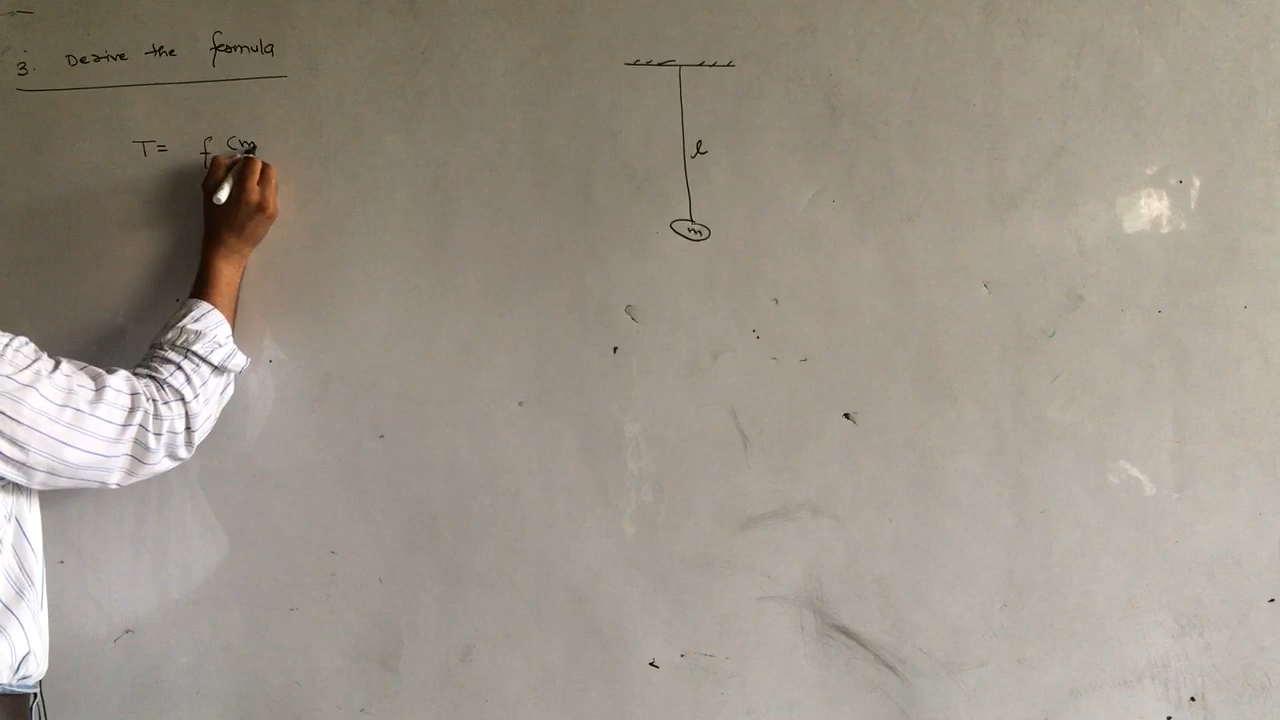 3. Derive the formula
T= f (m
l
m